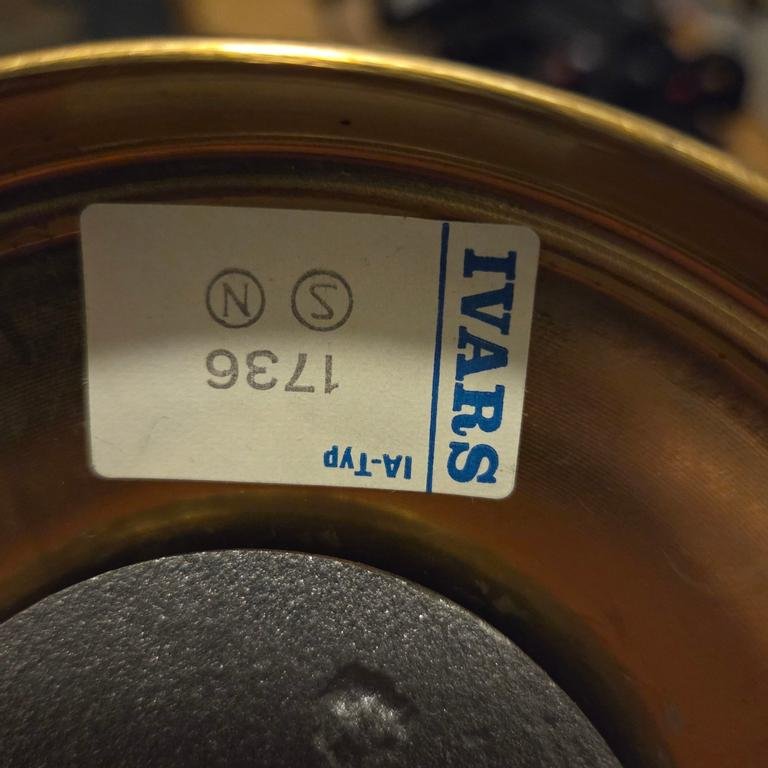 IVARS
IA-Typ
1736
Ⓢ Ⓝ